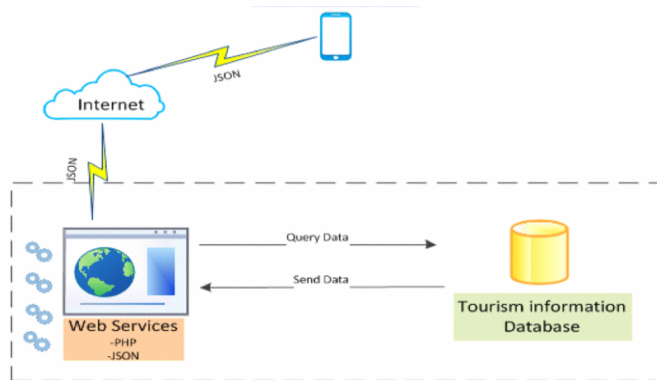 JSON
Internet
JSON
Query Data
Send Data
Web Services
-PHP
-JSON
Tourism information
Database